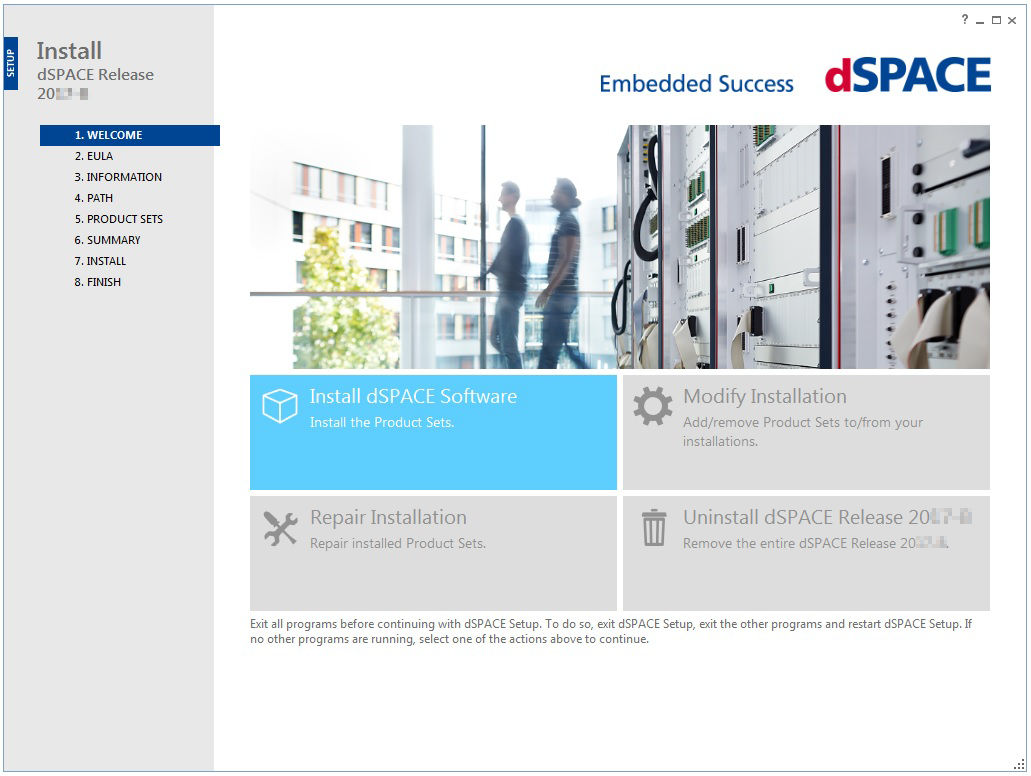 ?
SETUP
Install
dSPACE Release
20
Embedded Success
dSPACE
1. WELCOME
2. EULA
3. INFORMATION
4. PATH
5. PRODUCT SETS
6. SUMMARY
7. INSTALL
8. FINISH
Install dSPACE Software
Install the Product Sets.
Modify Installation
Add/remove Product Sets to/from your
installations.
Repair Installation
Repair installed Product Sets.
Uninstall dSPACE Release 20
Remove the entire dSPACE Release 20 .
Exit all programs before continuing with dSPACE Setup. To do so, exit dSPACE Setup, exit the other programs and restart dSPACE Setup. If
no other programs are running, select one of the actions above to continue.